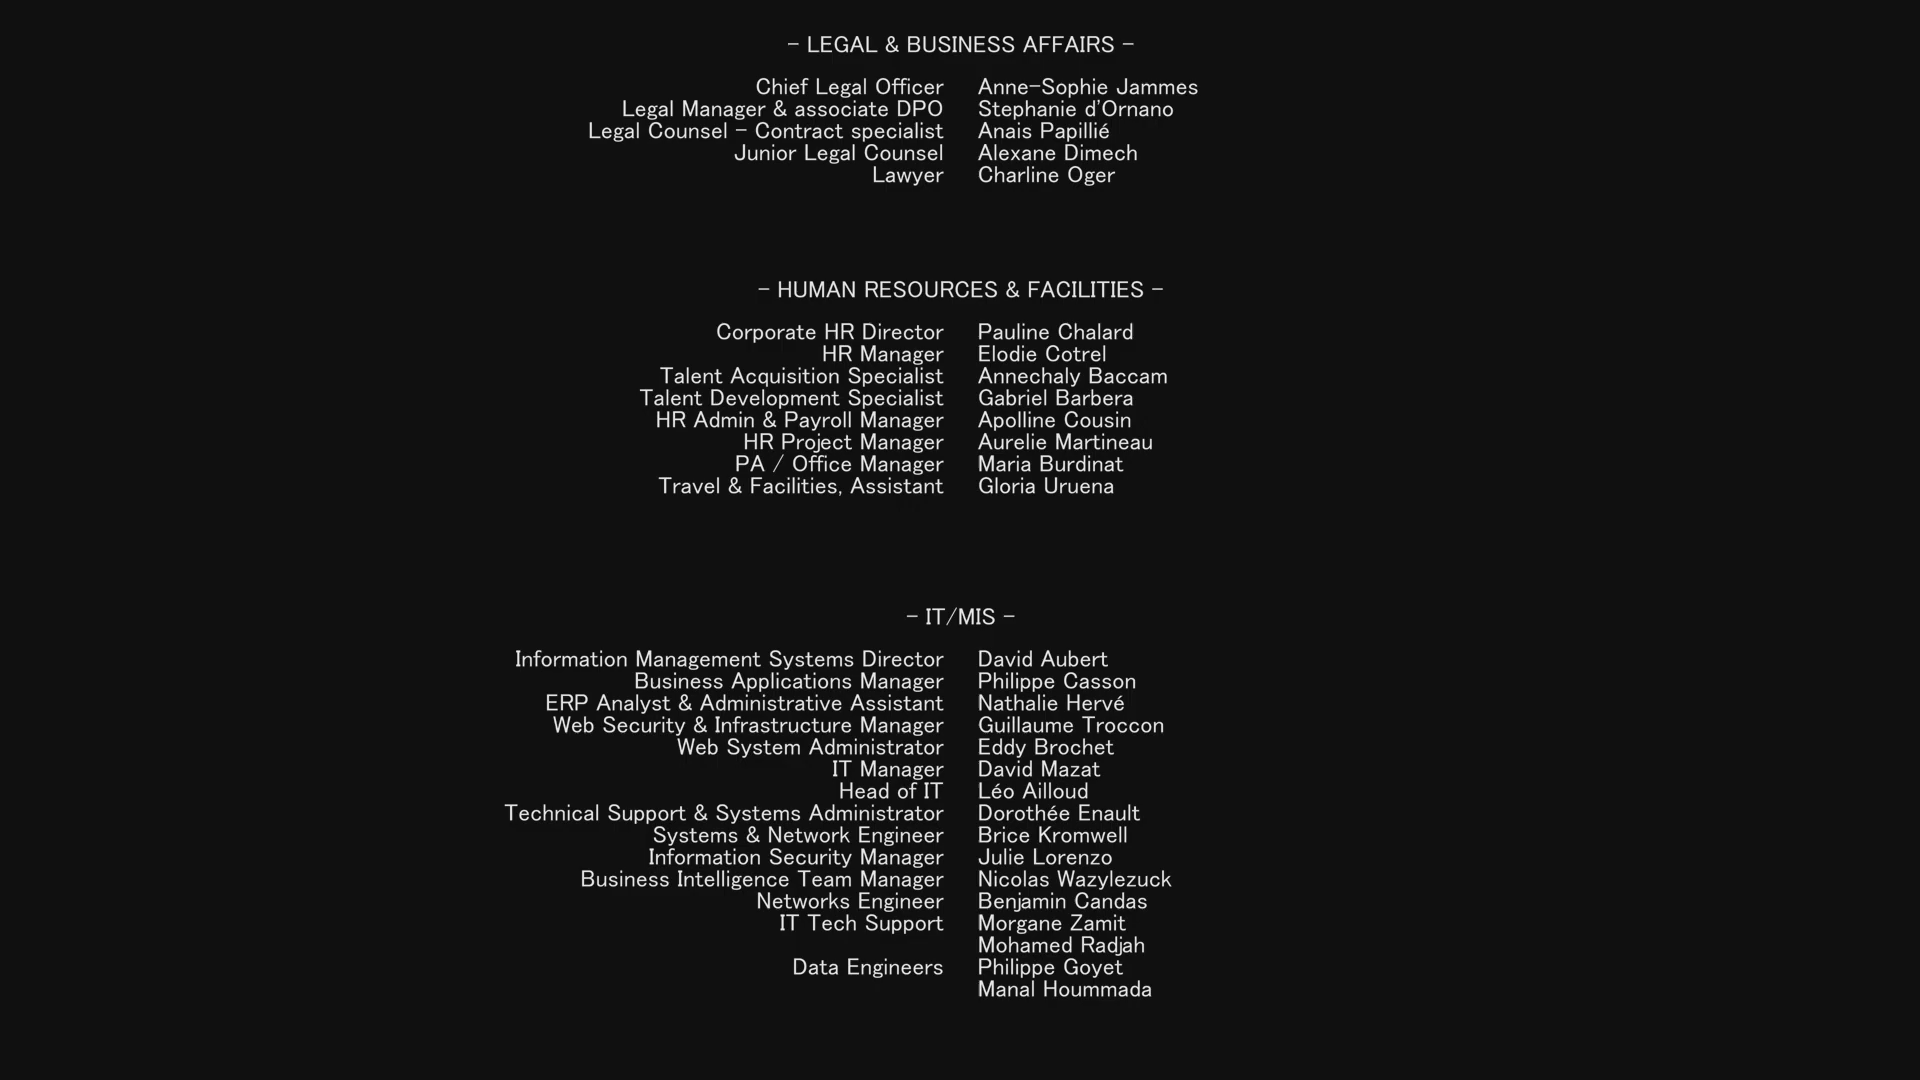 - LEGAL & BUSINESS AFFAIRS -
Chief Legal Officer Anne-Sophie Jammes
Legal Manager & associate DPO Stephanie d'Ornano
Legal Counsel - Contract specialist Anais Papillié
Junior Legal Counsel Alexane Dimech
Lawyer Charline Oger
- HUMAN RESOURCES & FACILITIES -
Corporate HR Director Pauline Chalard
HR Manager Elodie Cotrel
Talent Acquisition Specialist Annechaly Baccam
Talent Development Specialist Gabriel Barbera
HR Admin & Payroll Manager Apolline Cousin
HR Project Manager Aurelie Martineau
PA / Office Manager Maria Burdinat
Travel & Facilities, Assistant Gloria Uruena
- IT/MIS -
Information Management Systems Director David Aubert
Business Applications Manager Philippe Casson
ERP Analyst & Administrative Assistant Nathalie Hervé
Web Security & Infrastructure Manager Guillaume Troccon
Web System Administrator Eddy Brochet
IT Manager David Mazat
Head of IT Léo Ailloud
Technical Support & Systems Administrator Dorothée Enault
Systems & Network Engineer Brice Kromwell
Information Security Manager Julie Lorenzo
Business Intelligence Team Manager Nicolas Wazylezuck
Networks Engineer Benjamin Candas
IT Tech Support Morgane Zamit
Mohamed Radjah
Data Engineers Philippe Goyet
Manal Hoummada